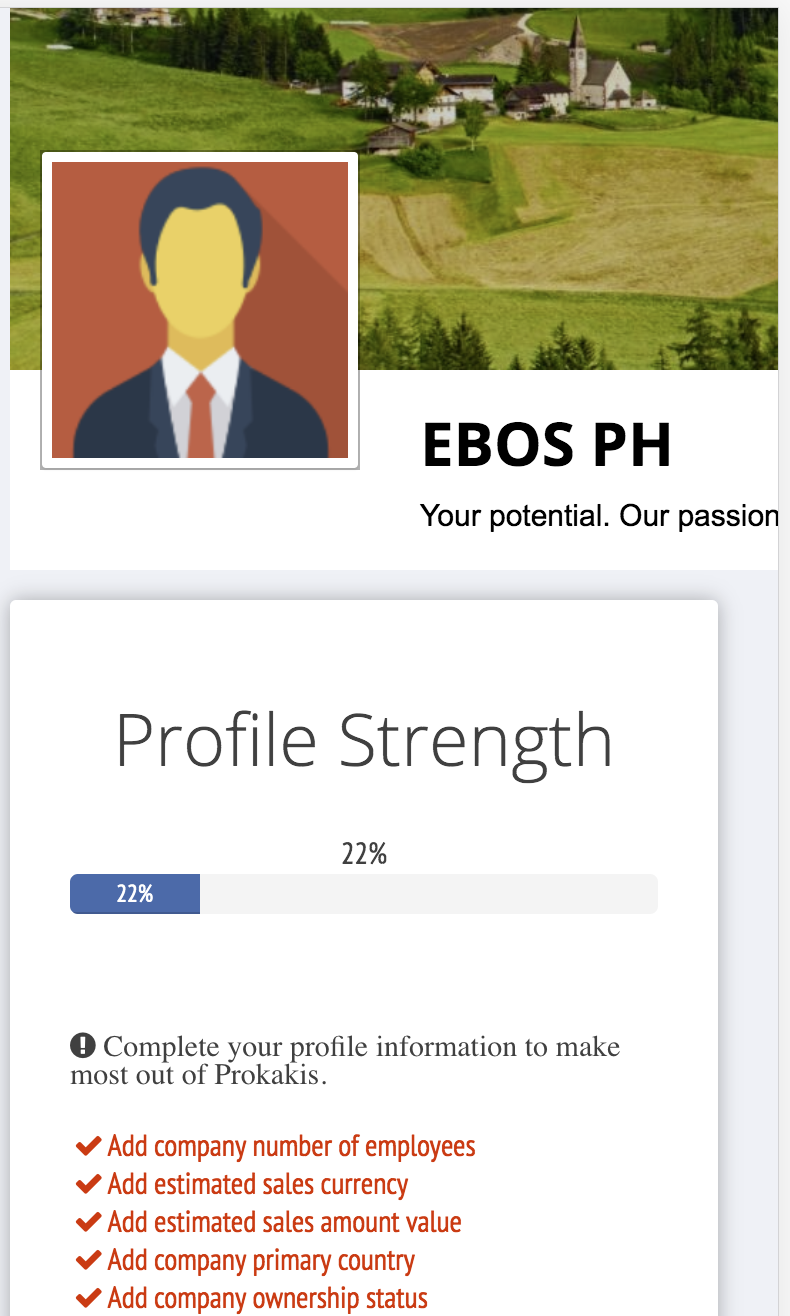 EBOS PH
Your potential. Our passion
Profile Strength
22%
22%
Complete your profile information to make
most out of Prokakis.
Add company number of employees
Add estimated sales currency
Add estimated sales amount value
Add company primary country
Add company ownership status